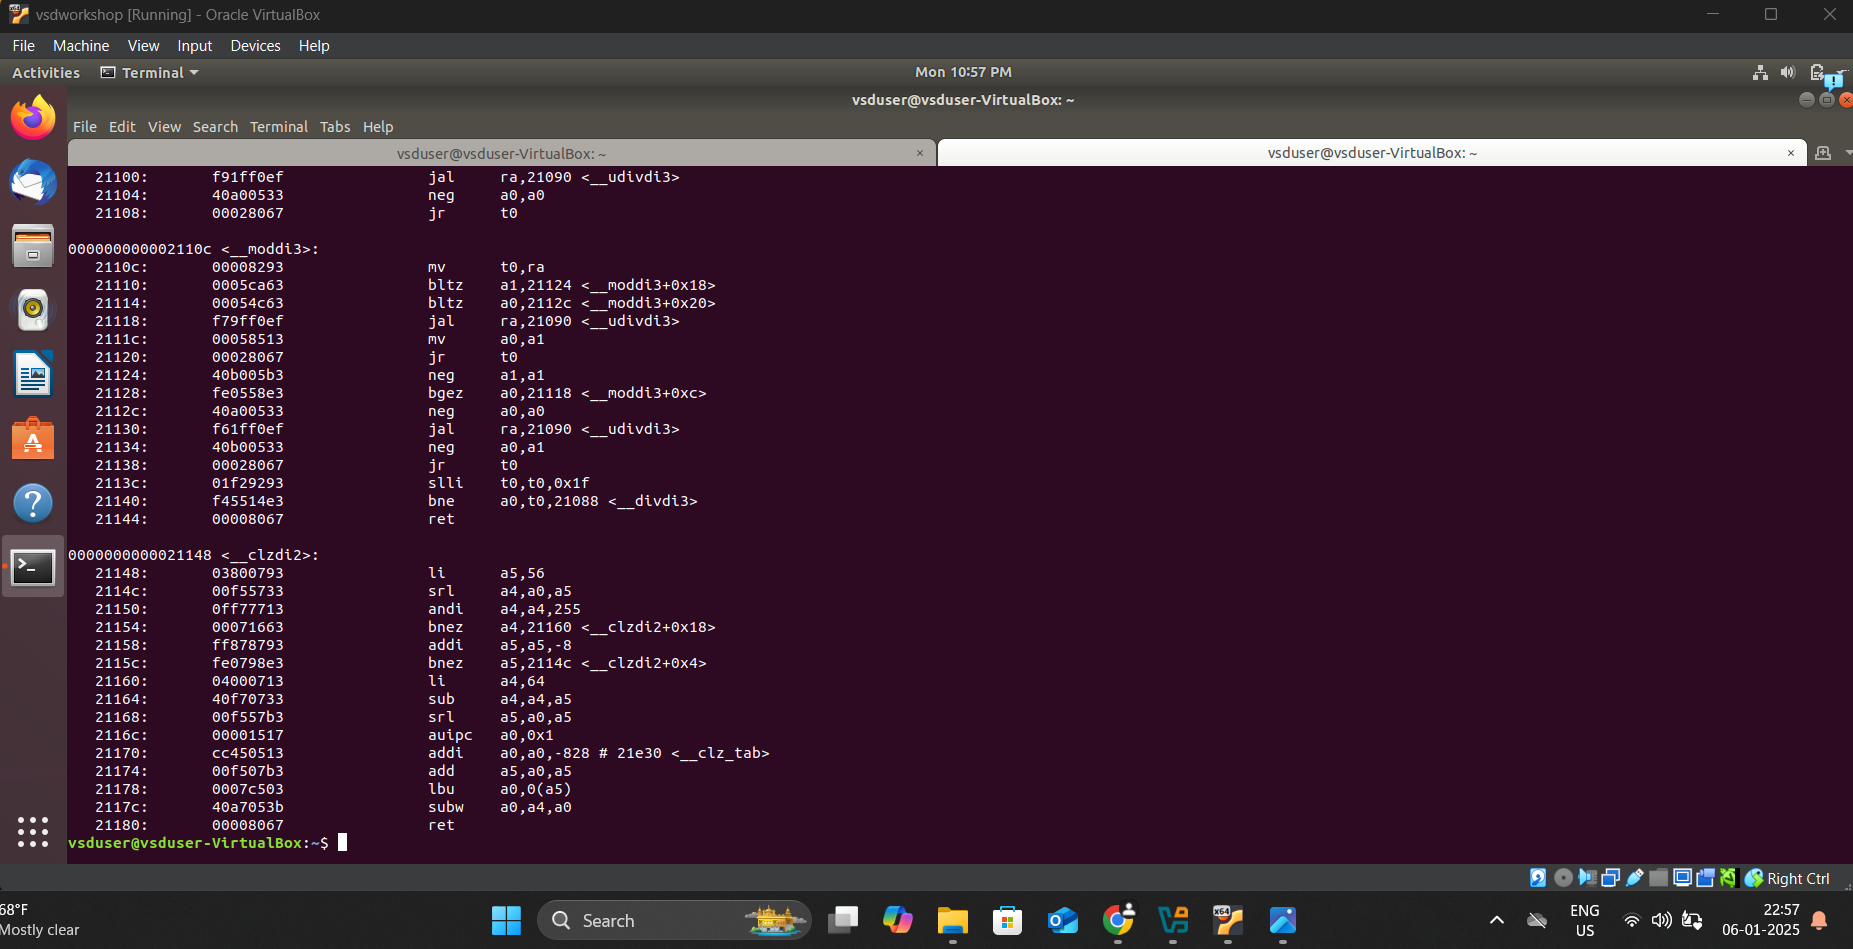 vsdworkshop [Running] - Oracle VirtualBox
File Machine View Input Devices Help
Activities Terminal Mon 10:57 PM
vsduser@vsduser-VirtualBox: ~
File Edit View Search Terminal Tabs Help
vsduser@vsduser-VirtualBox: ~ × vsduser@vsduser-VirtualBox: ~ ×
21100: f91ff0ef jal ra,21090 <__udivdi3>
21104: 40a00533 neg a0,a0
21108: 00028067 jr t0
000000000002110c <__moddi3>:
2110c: 00008293 mv t0,ra
21110: 0005ca63 bltz a1,21124 <__moddi3+0x18>
21114: 00054c63 bltz a0,2112c <__moddi3+0x20>
21118: f79ff0ef jal ra,21090 <__udivdi3>
2111c: 00058513 mv a0,a1
21120: 00028067 jr t0
21124: 40b005b3 neg a1,a1
21128: fe0558e3 bgez a0,21118 <__moddi3+0xc>
2112c: 40a00533 neg a0,a0
21130: f61ff0ef jal ra,21090 <__udivdi3>
21134: 40b00533 neg a0,a1
21138: 00028067 jr t0
2113c: 01f29293 slli t0,t0,0x1f
21140: f45514e3 bne a0,t0,21088 <__divdi3>
21144: 00008067 ret
0000000000021148 <__clzdi2>:
21148: 03800793 li a5,56
2114c: 00f55733 srl a4,a0,a5
21150: 0ff77713 andi a4,a4,255
21154: 00071663 bnez a4,21160 <__clzdi2+0x18>
21158: ff878793 addi a5,a5,-8
2115c: fe0798e3 bnez a5,2114c <__clzdi2+0x4>
21160: 04000713 li a4,64
21164: 40f70733 sub a4,a4,a5
21168: 00f557b3 srl a5,a0,a5
2116c: 00001517 auipc a0,0x1
21170: cc450513 addi a0,a0,-828 # 21e30 <__clz_tab>
21174: 00f507b3 add a5,a0,a5
21178: 0007c503 lbu a0,0(a5)
2117c: 40a7053b subw a0,a4,a0
21180: 00008067 ret
vsduser@vsduser-VirtualBox:~$
Right Ctrl
68°F
Mostly clear
Search
ENG
US
22:57
06-01-2025